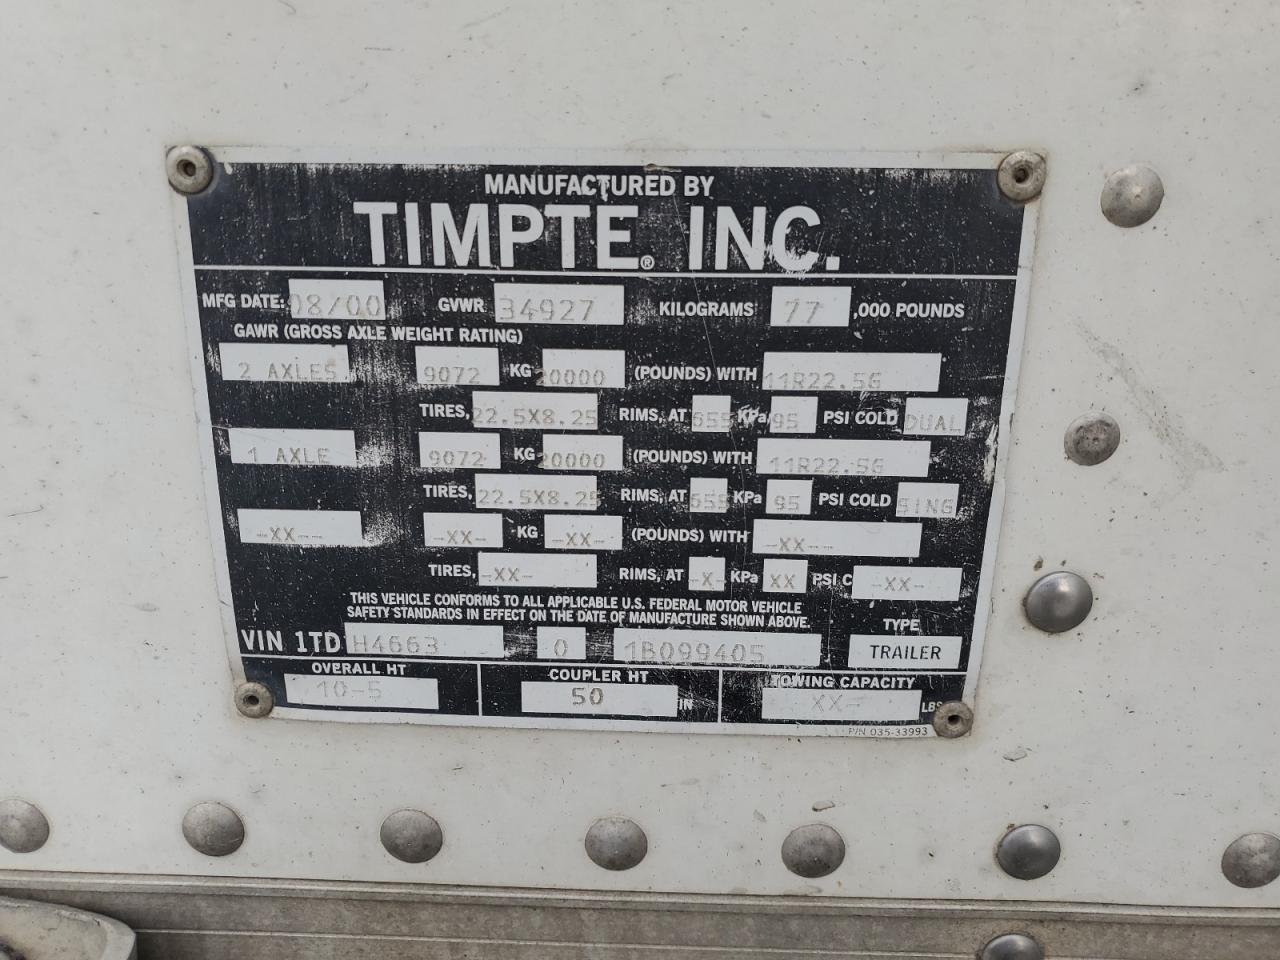 MANUFACTURED BY
TIMPTE® INC.
MFG DATE: 08/00 GVWR 34927 KILOGRAMS 77 ,000 POUNDS
GAWR (GROSS AXLE WEIGHT RATING)
2 AXLES 9072 KG 20000 (POUNDS) WITH 11R22.5G
TIRES, 22.5X8.25 RIMS, AT 655 KPa/ 95 PSI COLD DUAL
1 AXLE 9072 KG 20000 (POUNDS) WITH 11R22.5G
TIRES, 22.5X8.25 RIMS, AT 655 KPa 95 PSI COLD SING
-XX-- -XX- KG -XX- (POUNDS) WITH -XX--
TIRES, -XX- RIMS, AT -X- KPa XX PSI C -XX-
THIS VEHICLE CONFORMS TO ALL APPLICABLE U.S. FEDERAL MOTOR VEHICLE
SAFETY STANDARDS IN EFFECT ON THE DATE OF MANUFACTURE SHOWN ABOVE.
TYPE
VIN 1TD H4663 0 1B099405 TRAILER
OVERALL HT COUPLER HT TOWING CAPACITY
10-5 50 IN XX- LBS
P/N 035-33993